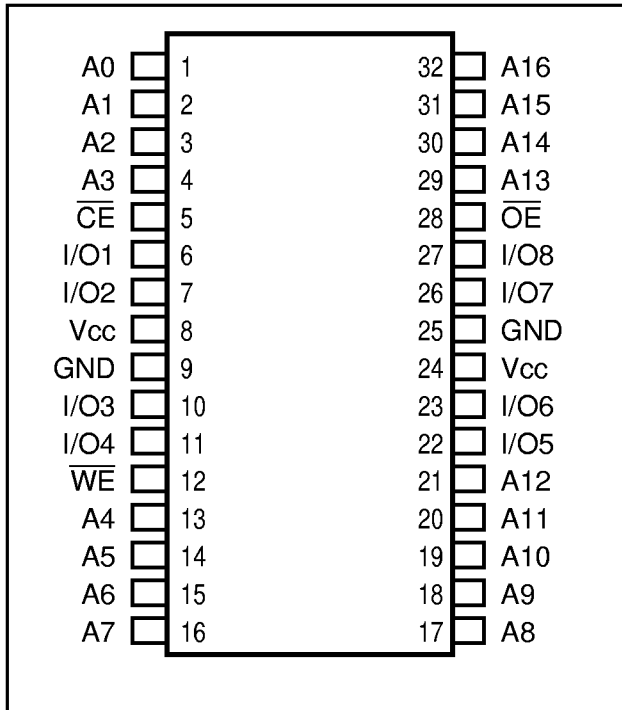 A0 1 32 A16
A1 2 31 A15
A2 3 30 A14
A3 4 29 A13
C̅E̅ 5 28 O̅E̅
I/O1 6 27 I/O8
I/O2 7 26 I/O7
Vcc 8 25 GND
GND 9 24 Vcc
I/O3 10 23 I/O6
I/O4 11 22 I/O5
W̅E̅ 12 21 A12
A4 13 20 A11
A5 14 19 A10
A6 15 18 A9
A7 16 17 A8